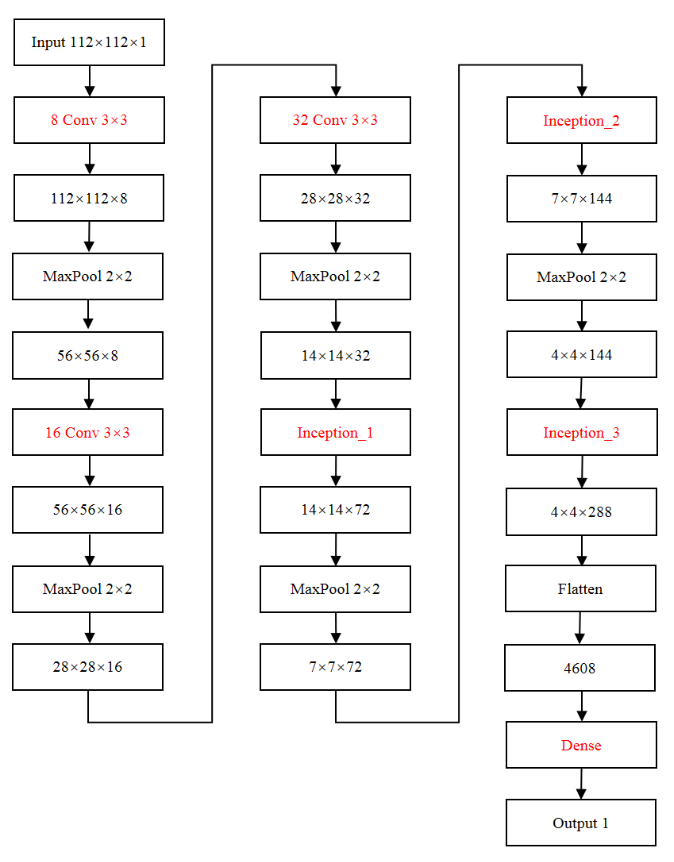 Input 112×112×1
8 Conv 3×3
112×112×8
MaxPool 2×2
56×56×8
16 Conv 3×3
56×56×16
MaxPool 2×2
28×28×16
32 Conv 3×3
28×28×32
MaxPool 2×2
14×14×32
Inception_1
14×14×72
MaxPool 2×2
7×7×72
Inception_2
7×7×144
MaxPool 2×2
4×4×144
Inception_3
4×4×288
Flatten
4608
Dense
Output 1